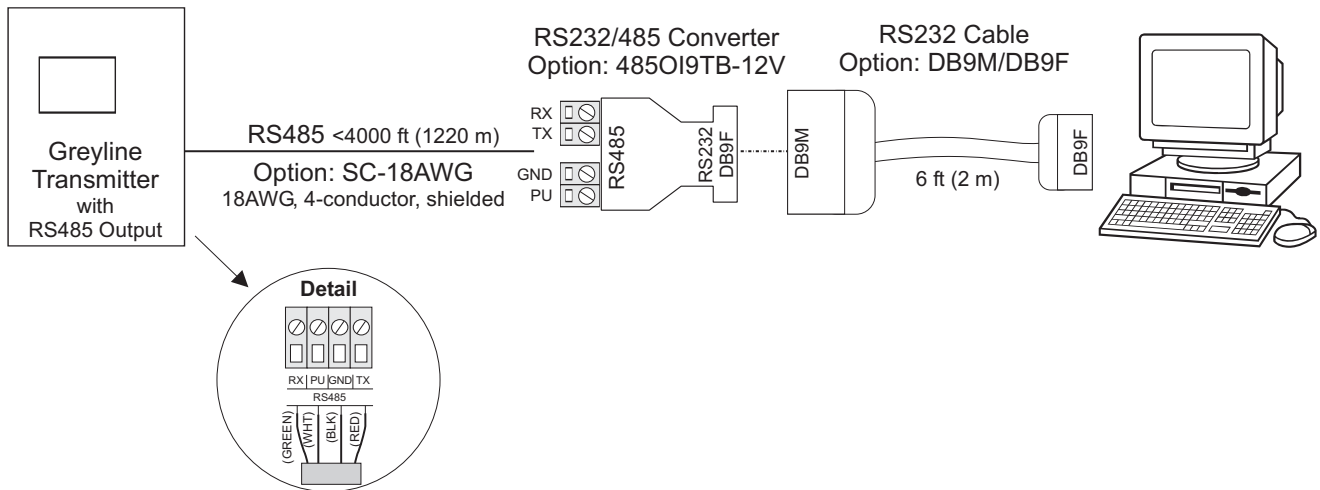 Greyline
Transmitter
with
RS485 Output
RS485 <4000 ft (1220 m)
Option: SC-18AWG
18AWG, 4-conductor, shielded
RS232/485 Converter
Option: 485OI9TB-12V
RX
TX
GND
PU
RS485
RS232
DB9F
RS232 Cable
Option: DB9M/DB9F
DB9M
6 ft (2 m)
DB9F
Detail
RX PU GND TX
RS485
(GREEN)
(WHT)
(BLK)
(RED)